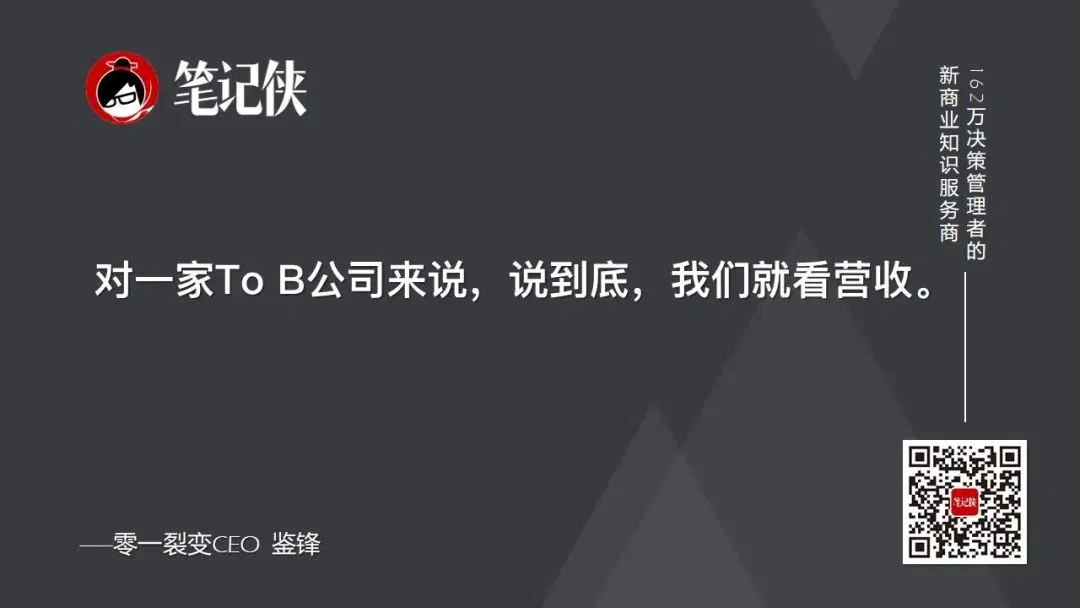 笔记侠
162万决策管理者的
新商业知识服务商
对一家To B公司来说，说到底，我们就看营收。
笔记侠
——零一裂变CEO 鉴锋